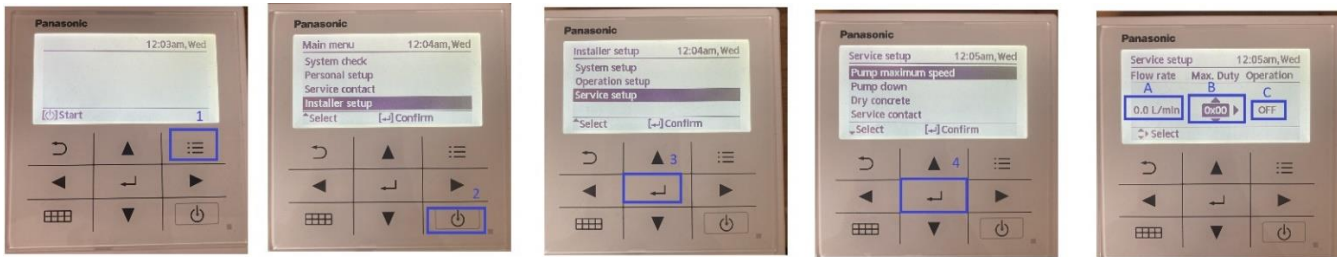 Panasonic
12:03am, Wed
[⏻]Start
1
Panasonic
Main menu 12:04am, Wed
System check
Personal setup
Service contact
Installer setup
Select [↵]Confirm
2
Panasonic
Installer setup 12:04am, Wed
System setup
Operation setup
Service setup
Select [↵]Confirm
3
Panasonic
Service setup 12:05am, Wed
Pump maximum speed
Pump down
Dry concrete
Service contact
Select [↵]Confirm
4
Panasonic
Service setup 12:05am, Wed
Flow rate Max. Duty Operation
A B C
0.0 L/min 0x00 OFF
Select